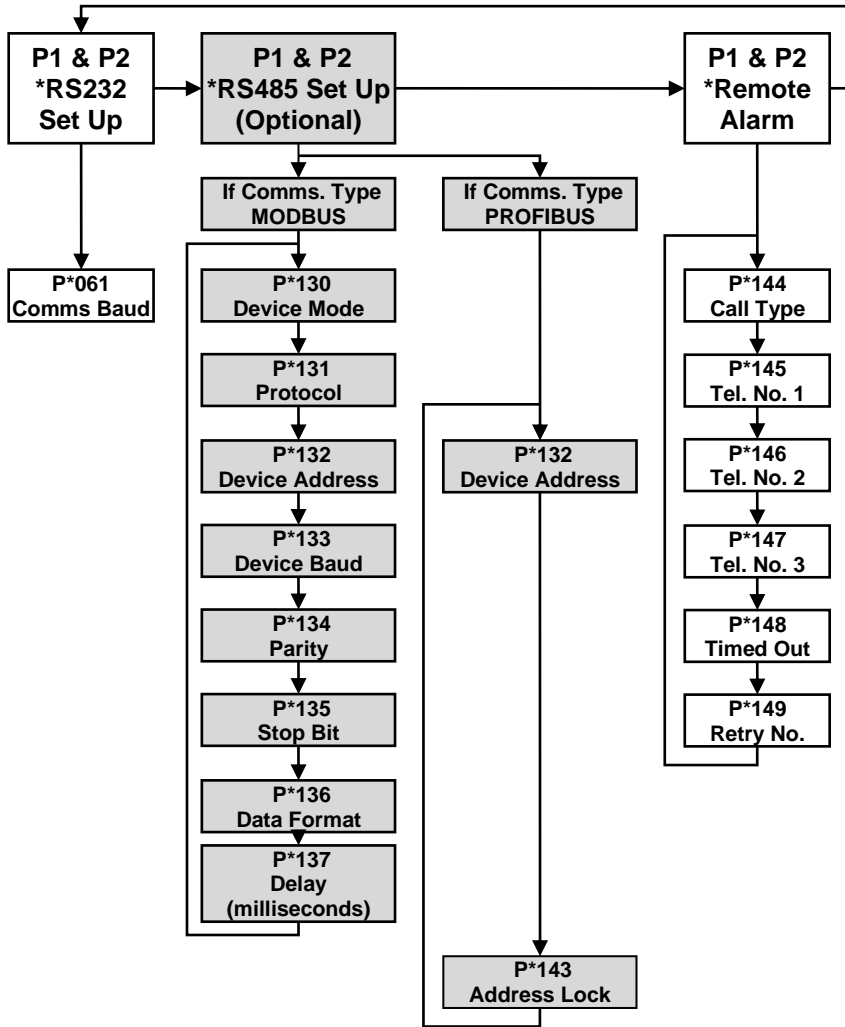 P1 & P2
*RS232
Set Up
P1 & P2
*RS485 Set Up
(Optional)
P1 & P2
*Remote
Alarm
If Comms. Type
MODBUS
If Comms. Type
PROFIBUS
P*061
Comms Baud
P*130
Device Mode
P*131
Protocol
P*132
Device Address
P*133
Device Baud
P*134
Parity
P*135
Stop Bit
P*136
Data Format
P*137
Delay
(milliseconds)
P*132
Device Address
P*143
Address Lock
P*144
Call Type
P*145
Tel. No. 1
P*146
Tel. No. 2
P*147
Tel. No. 3
P*148
Timed Out
P*149
Retry No.